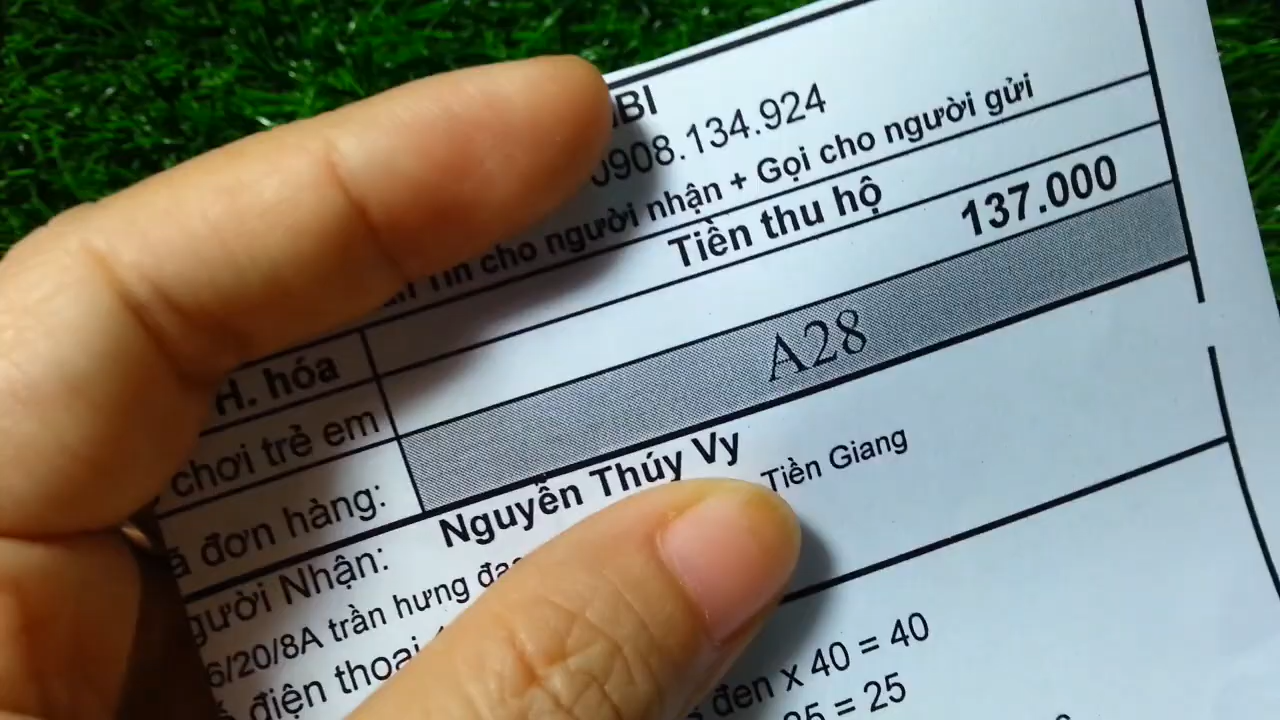 0908.134.924
Tin cho người nhận + Gọi cho người gửi
Tiền thu hộ 137.000
H. hóa
chơi trẻ em
đơn hàng: A28
Người Nhận: Nguyễn Thúy Vy
6/20/8A trần hưng đạo Tiền Giang
điện thoại
đen x 40 = 40
= 25